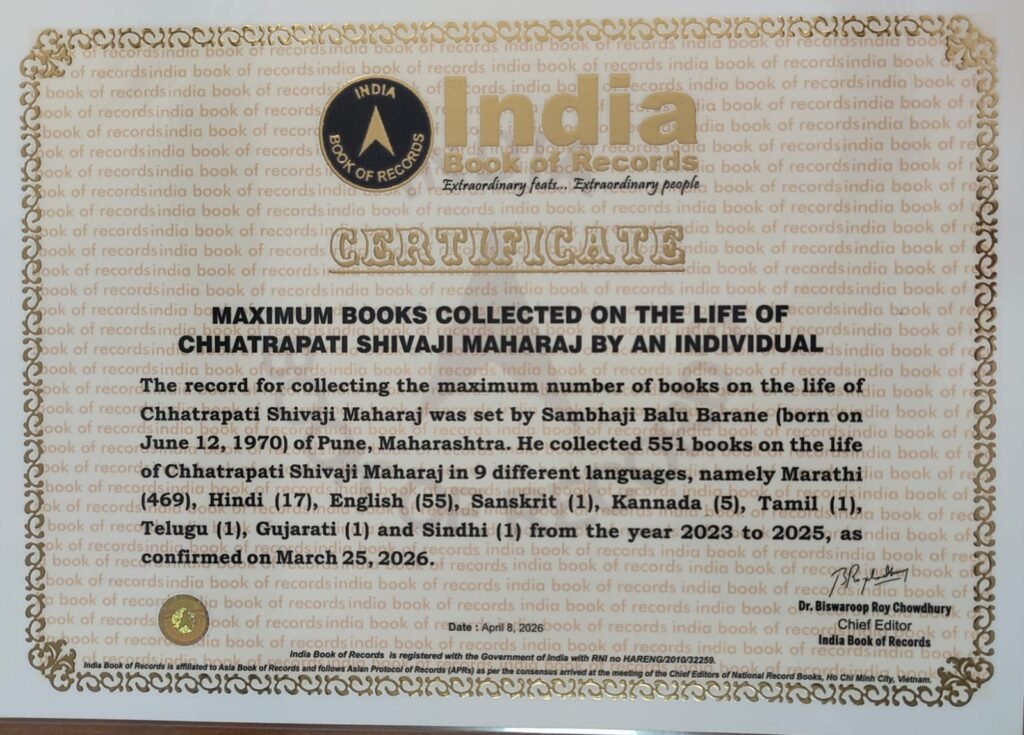 INDIA
BOOK OF RECORDS
India
Book of Records
Extraordinary feats... Extraordinary people
CERTIFICATE
MAXIMUM BOOKS COLLECTED ON THE LIFE OF
CHHATRAPATI SHIVAJI MAHARAJ BY AN INDIVIDUAL
The record for collecting the maximum number of books on the life of
Chhatrapati Shivaji Maharaj was set by Sambhaji Balu Barane (born on
June 12, 1970) of Pune, Maharashtra. He collected 551 books on the life
of Chhatrapati Shivaji Maharaj in 9 different languages, namely Marathi
(469), Hindi (17), English (55), Sanskrit (1), Kannada (5), Tamil (1),
Telugu (1), Gujarati (1) and Sindhi (1) from the year 2023 to 2025, as
confirmed on March 25, 2026.
Dr. Biswaroop Roy Chowdhury
Chief Editor
India Book of Records
Date : April 8, 2026
India Book of Records is registered with the Government of India with RNI no HARENG/2010/32259.
India Book of Records is affiliated to Asia Book of Records and follows Asian Protocol of Records (APRs) as per the consensus arrived at the meeting of the Chief Editors of National Record Books, Ho Chi Minh City, Vietnam.